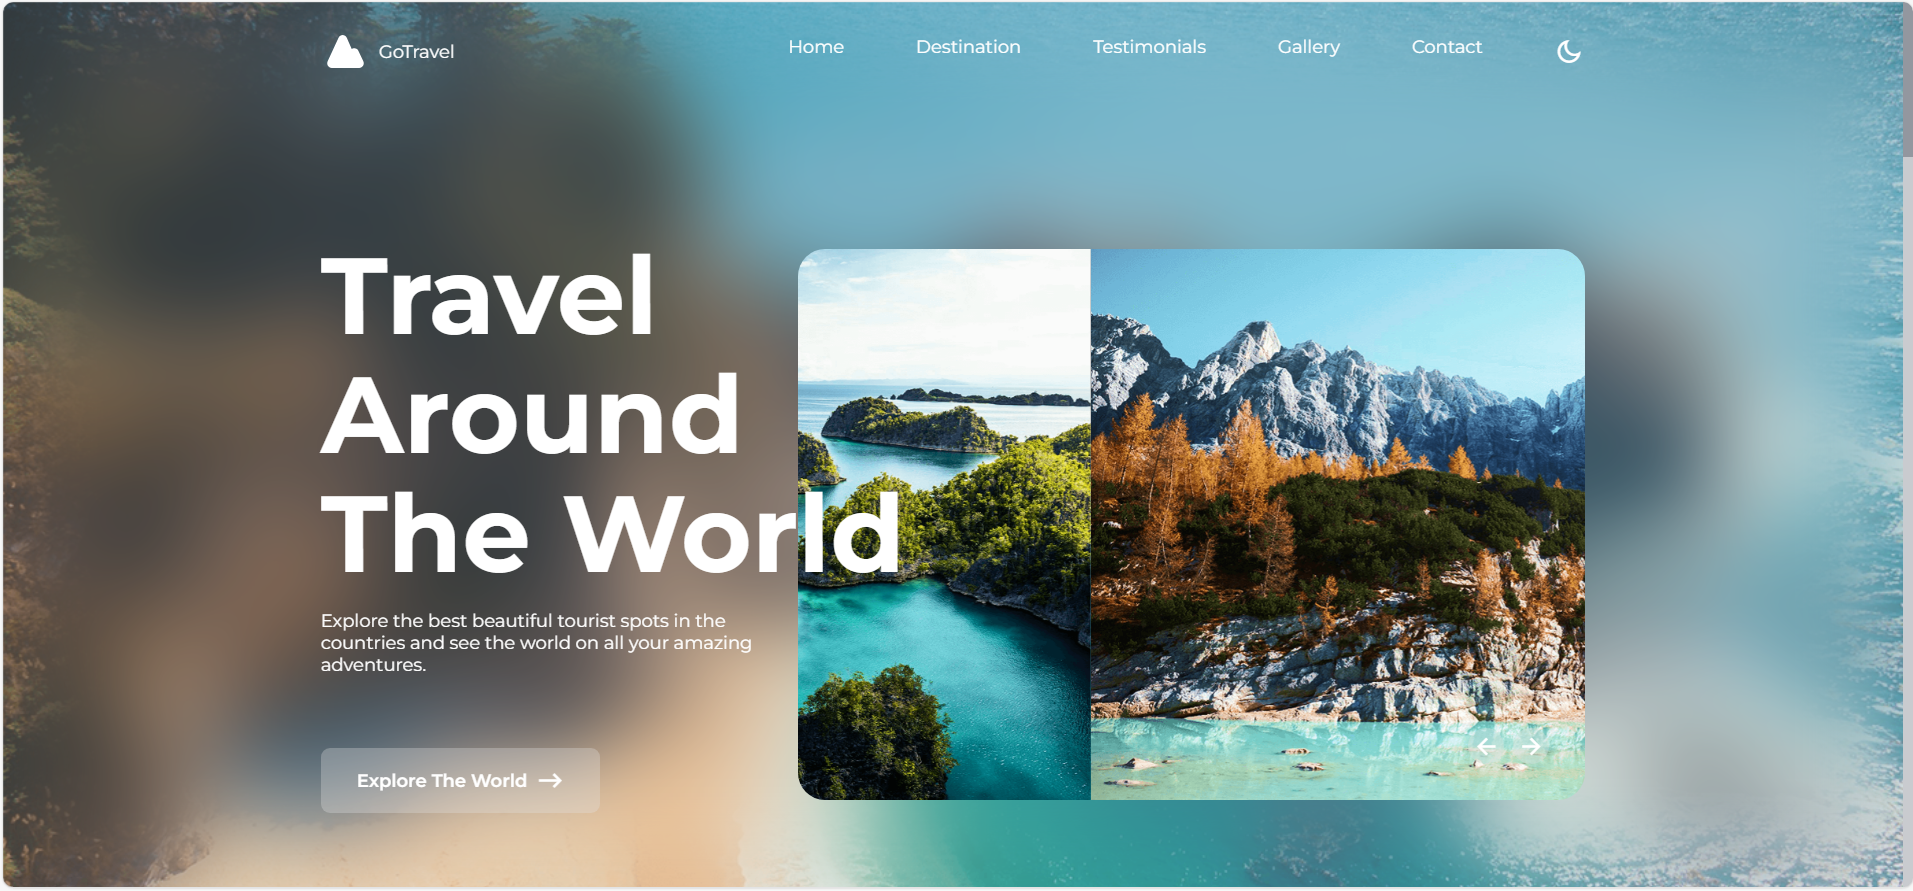 GoTravel
Home
Destination
Testimonials
Gallery
Contact
Travel
Around
The World
Explore the best beautiful tourist spots in the
countries and see the world on all your amazing
adventures.
Explore The World